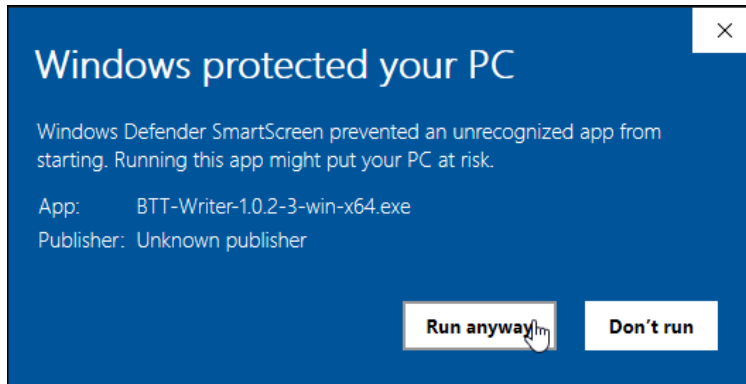 Windows protected your PC
Windows Defender SmartScreen prevented an unrecognized app from
starting. Running this app might put your PC at risk.
App: BTT-Writer-1.0.2-3-win-x64.exe
Publisher: Unknown publisher
Run anyway Don't run